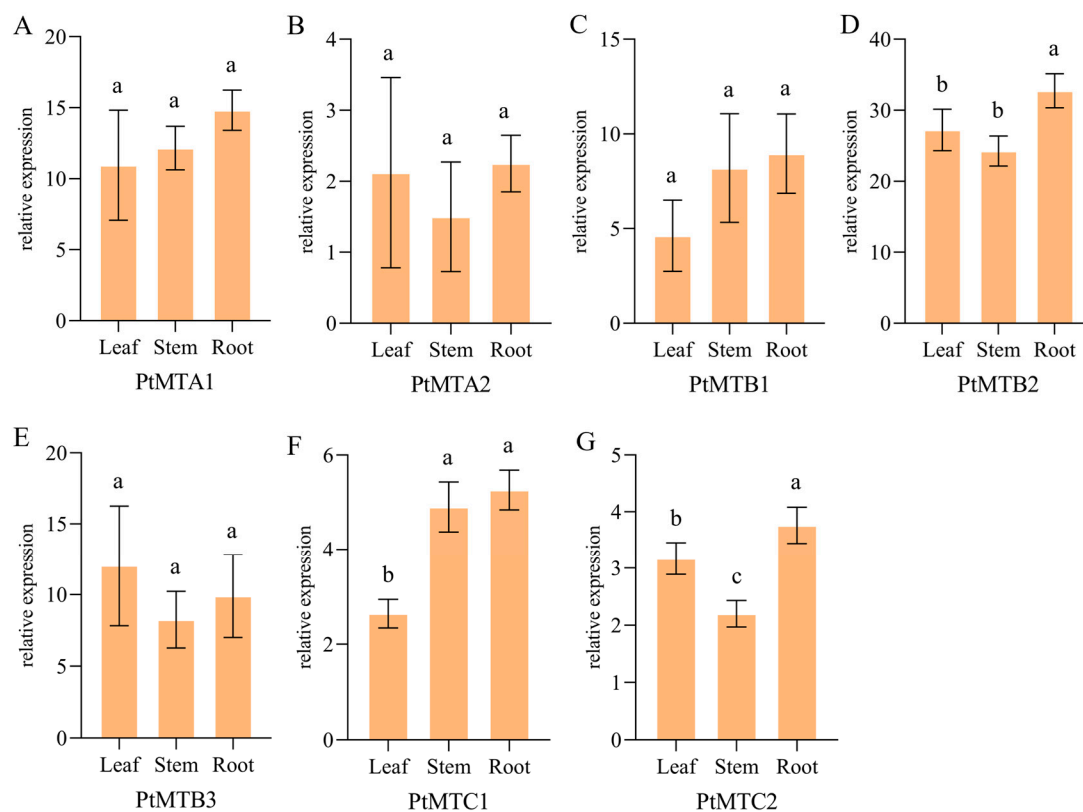 A
20
15
10
5
0
relative expression
a a a
Leaf Stem Root
PtMTA1
B
4
3
2
1
0
relative expression
a a a
Leaf Stem Root
PtMTA2
C
15
10
5
0
relative expression
a a a
Leaf Stem Root
PtMTB1
D
40
30
20
10
0
relative expression
b b a
Leaf Stem Root
PtMTB2
E
20
15
10
5
0
relative expression
a a a
Leaf Stem Root
PtMTB3
F
6
4
2
0
relative expression
b a a
Leaf Stem Root
PtMTC1
G
5
4
3
2
1
0
relative expression
b c a
Leaf Stem Root
PtMTC2